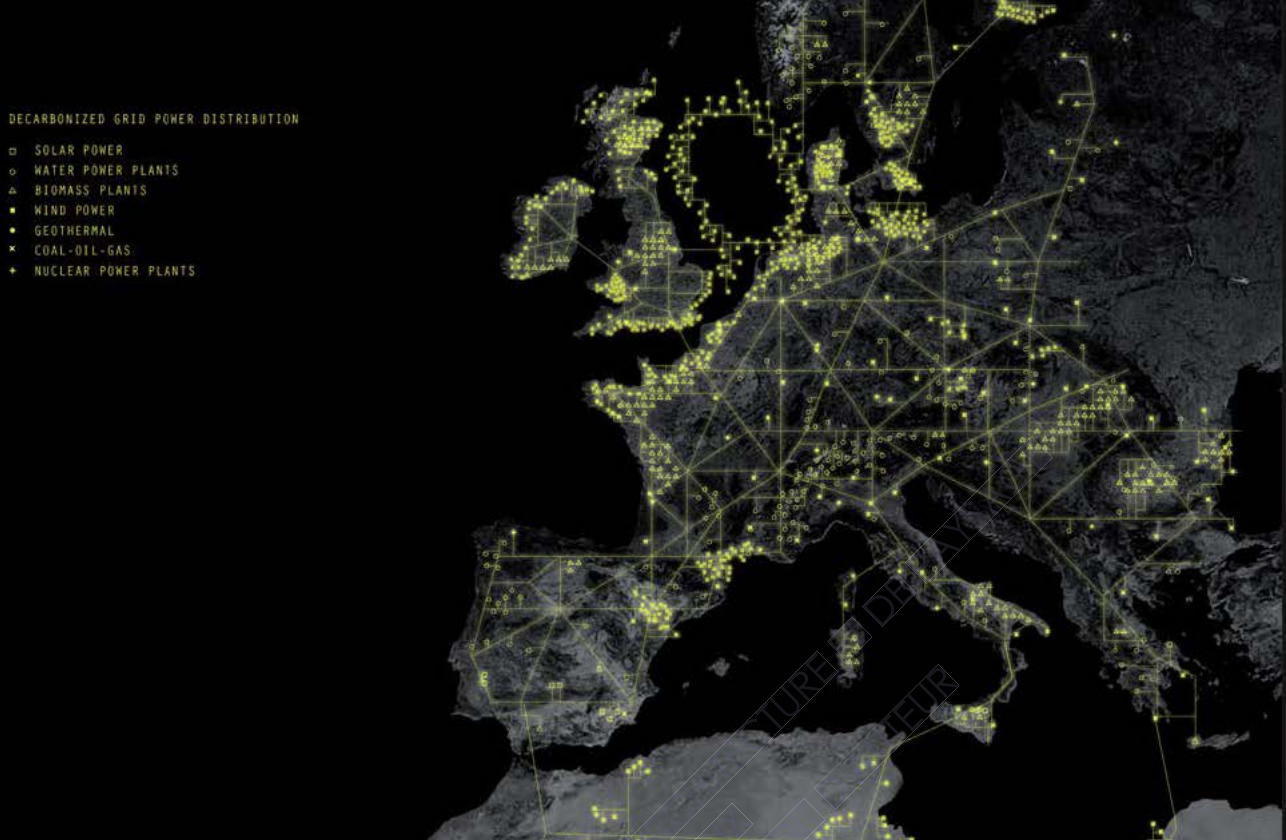 DECARBONIZED GRID POWER DISTRIBUTION
SOLAR POWER
WATER POWER PLANTS
BIOMASS PLANTS
WIND POWER
GEOTHERMAL
COAL-OIL-GAS
NUCLEAR POWER PLANTS